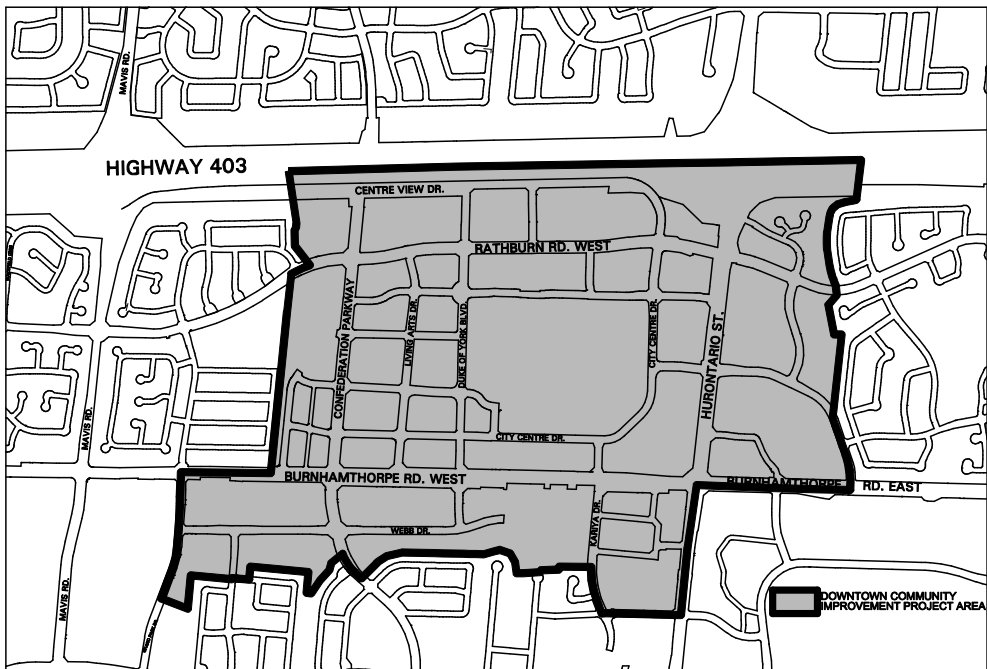 MAVIS RD.
HIGHWAY 403
CENTRE VIEW DR.
RATHBURN RD. WEST
CONFEDERATION PARKWAY
LIVING ARTS DR.
DUKE OF YORK BLVD.
CITY CENTRE DR.
HURONTARIO ST.
MAVIS RD.
CITY CENTRE DR.
BURNHAMTHORPE RD. WEST
BURNHAMTHORPE RD. EAST
WEBB DR.
KARIYA DR.
MAVIS RD.
DOWNTOWN COMMUNITY
IMPROVEMENT PROJECT AREA